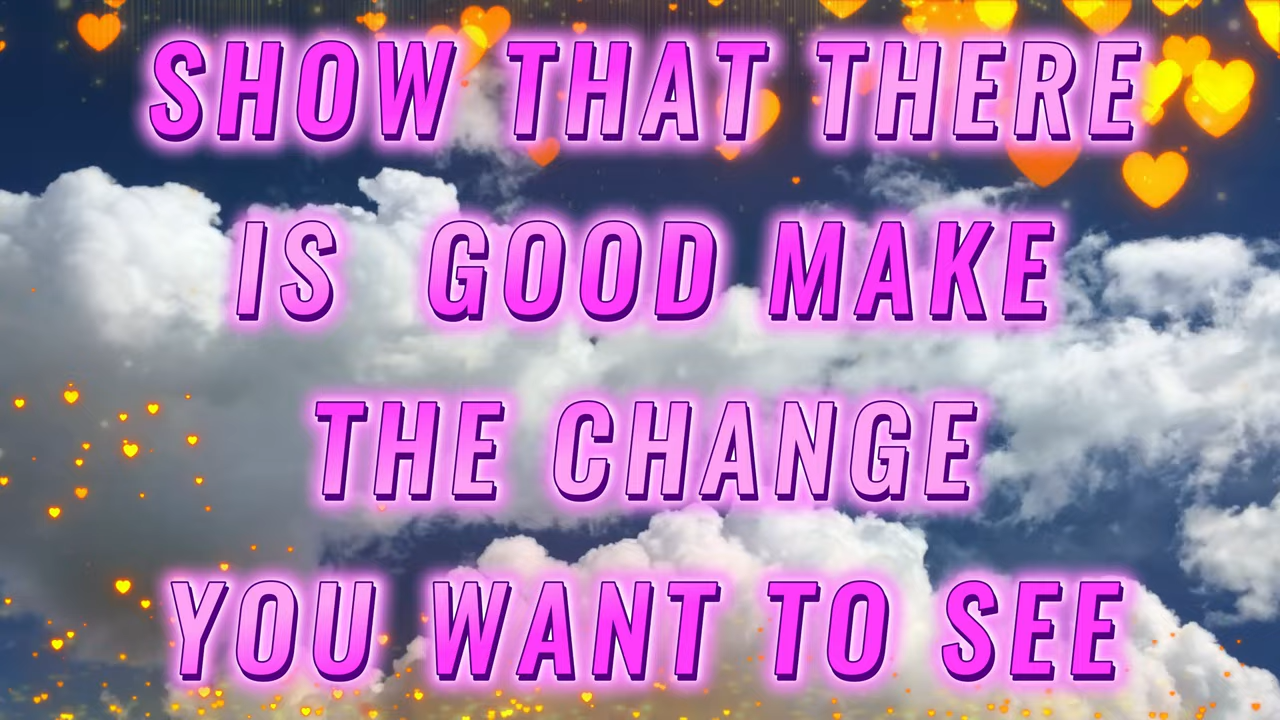 SHOW THAT THERE
IS GOOD MAKE
THE CHANGE
YOU WANT TO SEE